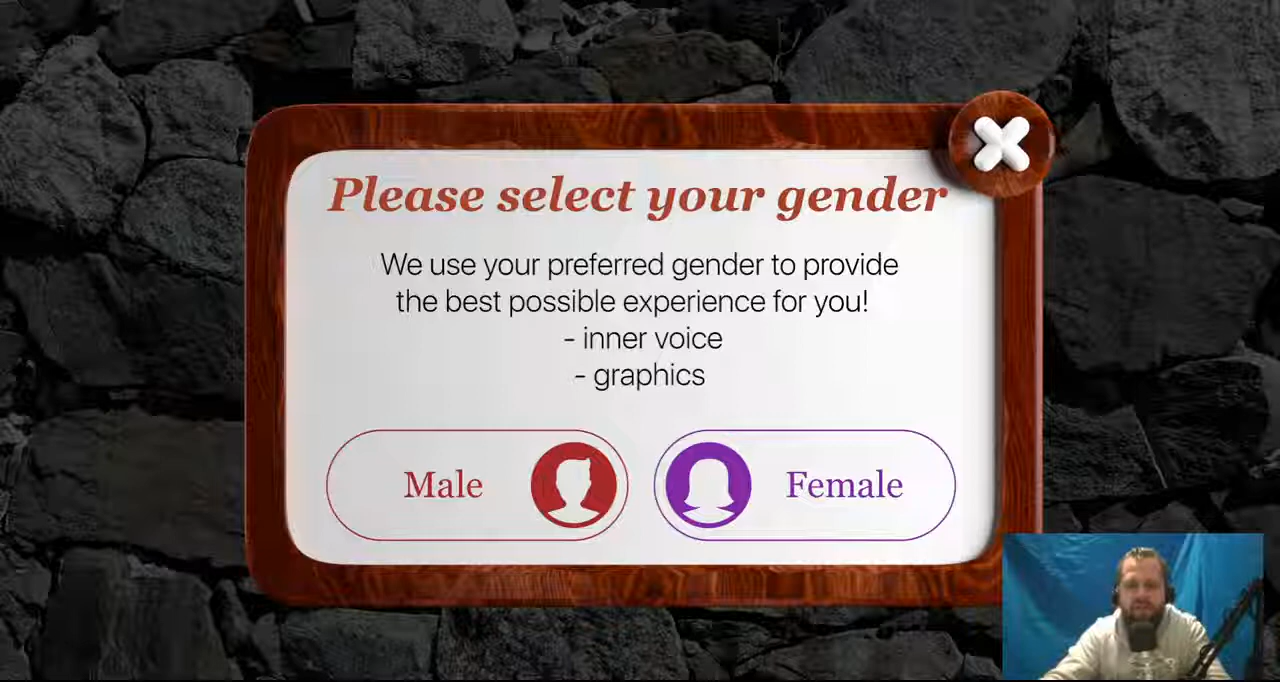 Please select your gender
We use your preferred gender to provide
the best possible experience for you!
- inner voice
- graphics
Male
Female